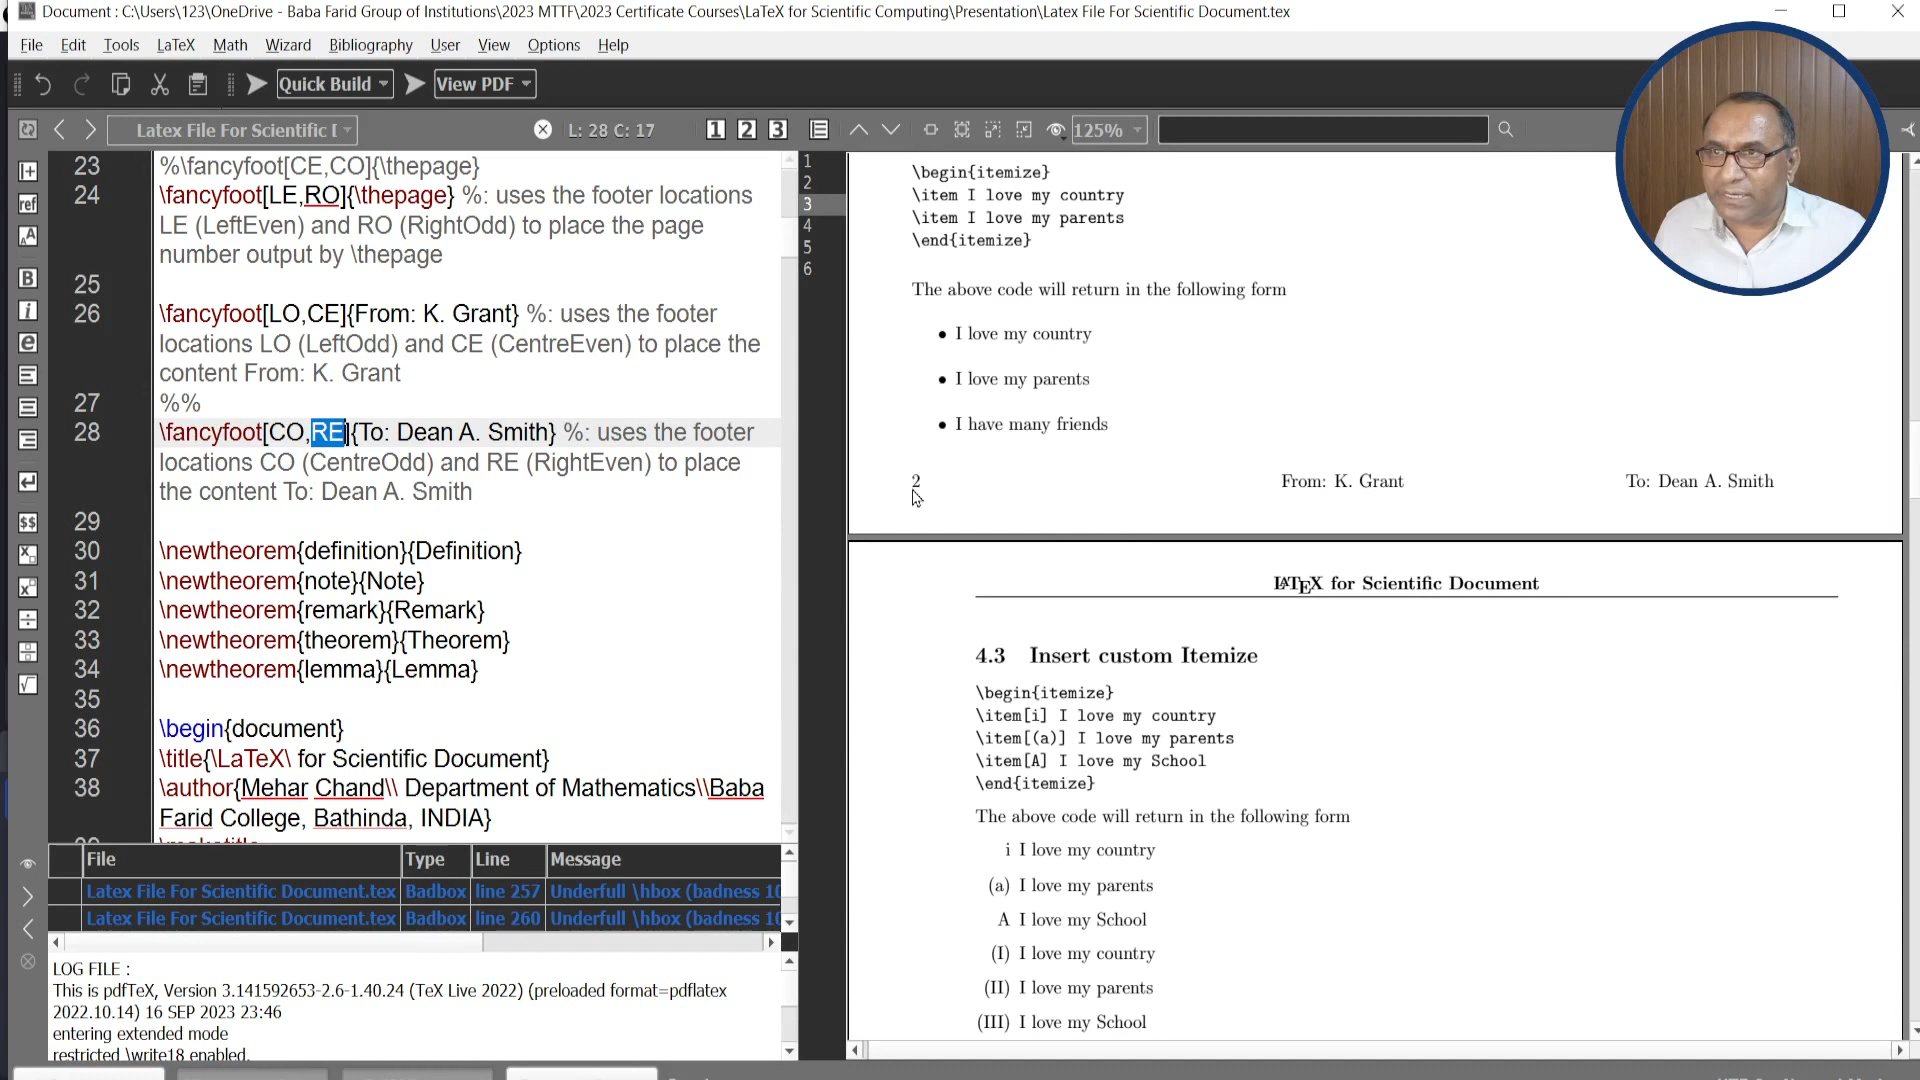 Document : C:\Users\123\OneDrive - Baba Farid Group of Institutions\2023 MTTF\2023 Certificate Courses\LaTeX for Scientific Computing\Presentation\Latex File For Scientific Document.tex
File Edit Tools LaTeX Math Wizard Bibliography User View Options Help
Quick Build View PDF
Latex File For Scientific [ L: 28 C: 17 1 2 3 125%
23 %\fancyfoot[CE,CO]{\thepage}
24 \fancyfoot[LE,RO]{\thepage} %: uses the footer locations
LE (LeftEven) and RO (RightOdd) to place the page
number output by \thepage
25
26 \fancyfoot[LO,CE]{From: K. Grant} %: uses the footer
locations LO (LeftOdd) and CE (CentreEven) to place the
content From: K. Grant
27 %%
28 \fancyfoot[CO,RE]{To: Dean A. Smith} %: uses the footer
locations CO (CentreOdd) and RE (RightEven) to place
the content To: Dean A. Smith
29
30 \newtheorem{definition}{Definition}
31 \newtheorem{note}{Note}
32 \newtheorem{remark}{Remark}
33 \newtheorem{theorem}{Theorem}
34 \newtheorem{lemma}{Lemma}
35
36 \begin{document}
37 \title{\LaTeX\ for Scientific Document}
38 \author{Mehar Chand\\ Department of Mathematics\\Baba
Farid College, Bathinda, INDIA}
File Type Line Message
Latex File For Scientific Document.tex Badbox line 257 Underfull \hbox (badness 10
Latex File For Scientific Document.tex Badbox line 260 Underfull \hbox (badness 10
LOG FILE :
This is pdfTeX, Version 3.141592653-2.6-1.40.24 (TeX Live 2022) (preloaded format=pdflatex
2022.10.14) 16 SEP 2023 23:46
entering extended mode
restricted \write18 enabled.
ref
$$
1
2
3
4
5
6
\begin{itemize}
\item I love my country
\item I love my parents
\end{itemize}
The above code will return in the following form
• I love my country
• I love my parents
• I have many friends
2 From: K. Grant To: Dean A. Smith
LATEX for Scientific Document
4.3 Insert custom Itemize
\begin{itemize}
\item[i] I love my country
\item[(a)] I love my parents
\item[A] I love my School
\end{itemize}
The above code will return in the following form
i I love my country
(a) I love my parents
A I love my School
(I) I love my country
(II) I love my parents
(III) I love my School